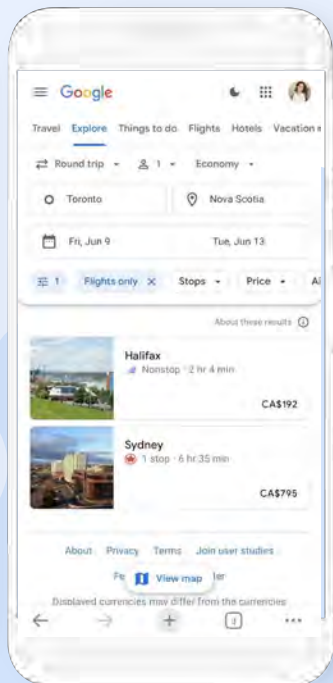 Google
Travel Explore Things to do Flights Hotels Vacation
Round trip 1 Economy
Toronto Nova Scotia
Fri, Jun 9 Tue, Jun 13
1 Flights only X Stops Price
About these results
Halifax
Nonstop · 2 hr 4 min
CA$192
Sydney
1 stop · 6 hr 35 min
CA$795
About Privacy Terms Join user studies
View map
Displayed currencies may differ from the currencies